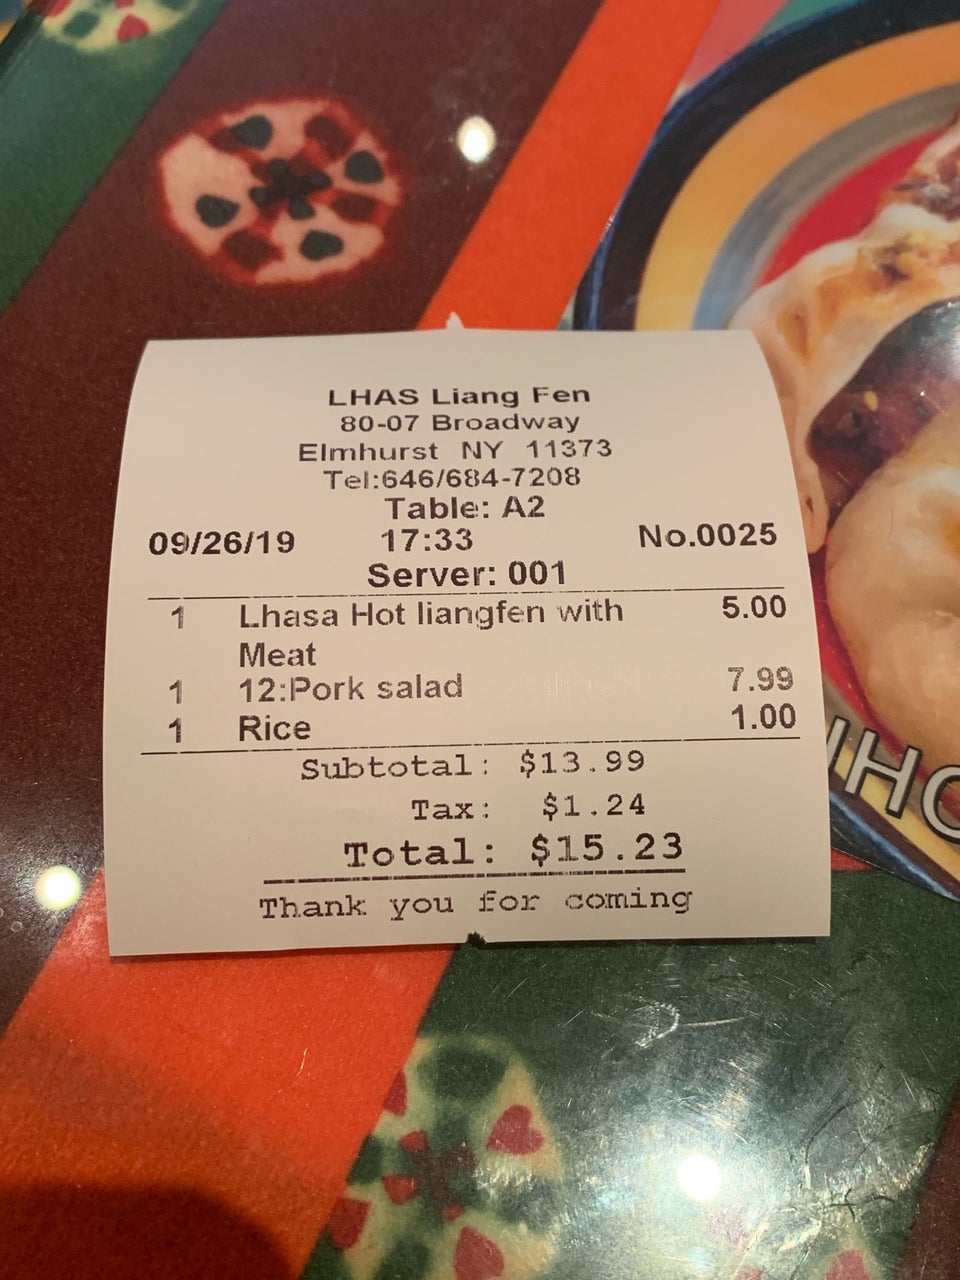 LHAS Liang Fen
80-07 Broadway
Elmhurst NY 11373
Tel:646/684-7208
Table: A2
09/26/19 17:33 No.0025
Server: 001
1 Lhasa Hot liangfen with 5.00
Meat
1 12:Pork salad 7.99
1 Rice 1.00
Subtotal: $13.99
Tax: $1.24
Total: $15.23
Thank you for coming